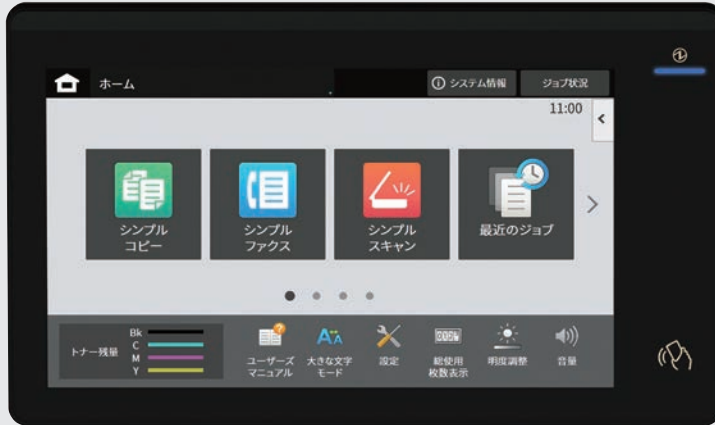 ホーム
システム情報
ジョブ状況
11:00
シンプル
コピー
シンプル
ファクス
シンプル
スキャン
最近のジョブ
トナー残量
Bk
C
M
Y
ユーザーズ
マニュアル
大きな文字
モード
設定
総使用
枚数表示
明度調整
音量